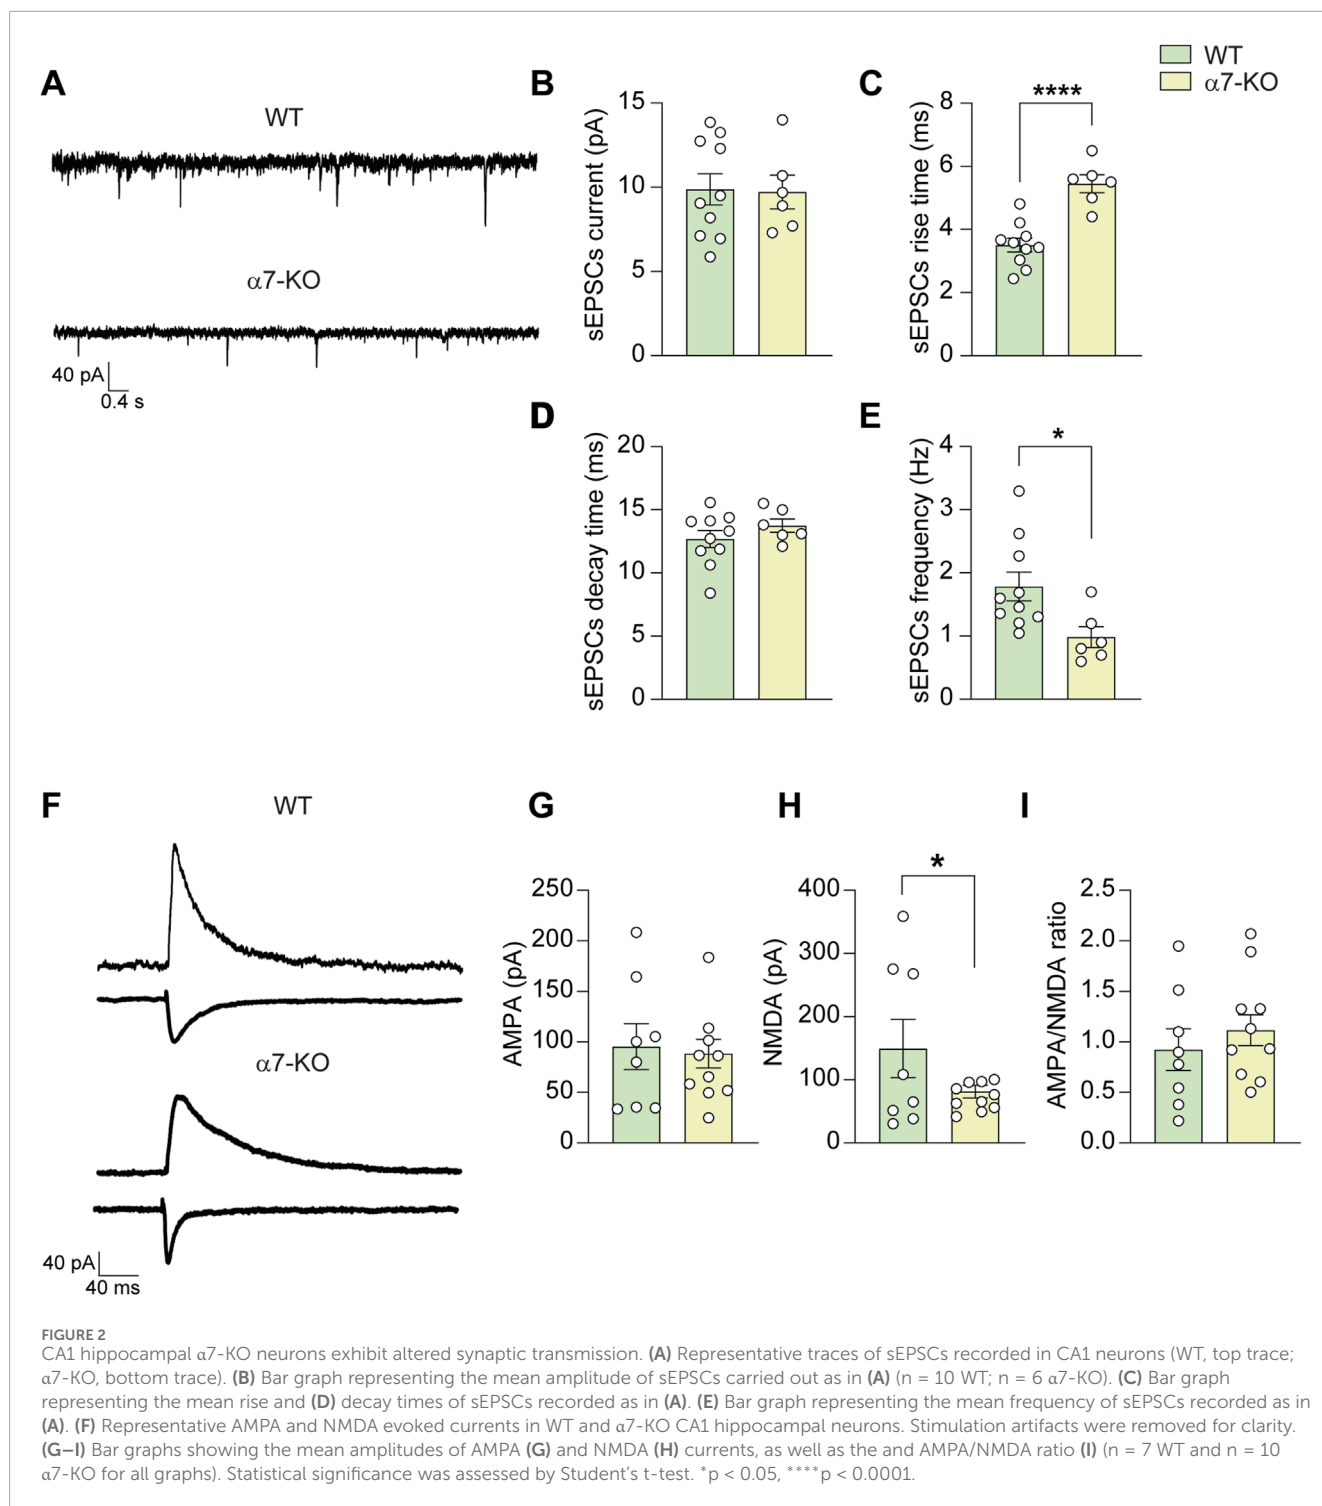 WT
α7-KO
A
WT
α7-KO
40 pA
0.4 s
B
sEPSCs current (pA)
15
10
5
0
C
sEPSCs rise time (ms)
8
6
4
2
0
****
D
sEPSCs decay time (ms)
20
15
10
5
0
E
sEPSCs frequency (Hz)
4
3
2
1
0
*
F
WT
α7-KO
40 pA
40 ms
G
AMPA (pA)
250
200
150
100
50
0
H
NMDA (pA)
400
300
200
100
0
*
I
AMPA/NMDA ratio
2.5
2.0
1.5
1.0
0.5
0.0
FIGURE 2
CA1 hippocampal α7-KO neurons exhibit altered synaptic transmission. (A) Representative traces of sEPSCs recorded in CA1 neurons (WT, top trace;
α7-KO, bottom trace). (B) Bar graph representing the mean amplitude of sEPSCs carried out as in (A) (n = 10 WT; n = 6 α7-KO). (C) Bar graph
representing the mean rise and (D) decay times of sEPSCs recorded as in (A). (E) Bar graph representing the mean frequency of sEPSCs recorded as in
(A). (F) Representative AMPA and NMDA evoked currents in WT and α7-KO CA1 hippocampal neurons. Stimulation artifacts were removed for clarity.
(G–I) Bar graphs showing the mean amplitudes of AMPA (G) and NMDA (H) currents, as well as the and AMPA/NMDA ratio (I) (n = 7 WT and n = 10
α7-KO for all graphs). Statistical significance was assessed by Student's t-test. *p < 0.05, ****p < 0.0001.